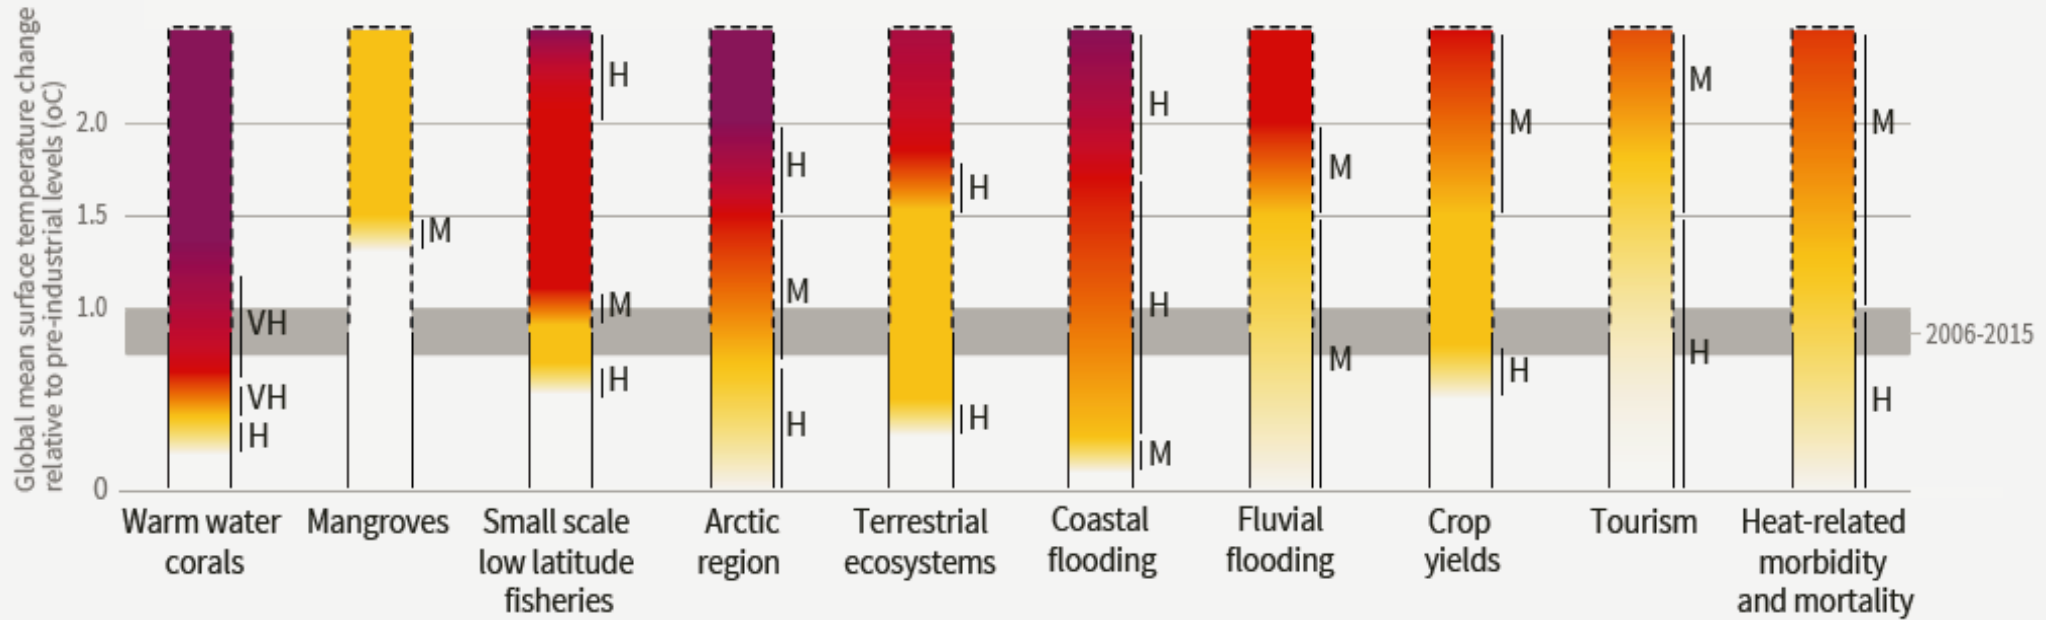 Global mean surface temperature change
relative to pre-industrial levels (oC)
2.0
1.5
1.0
0
2006-2015
VH
VH
H
M
H
M
H
H
M
H
H
H
H
H
M
M
M
M
H
M
H
M
H
Warm water
corals
Mangroves
Small scale
low latitude
fisheries
Arctic
region
Terrestrial
ecosystems
Coastal
flooding
Fluvial
flooding
Crop
yields
Tourism
Heat-related
morbidity
and mortality